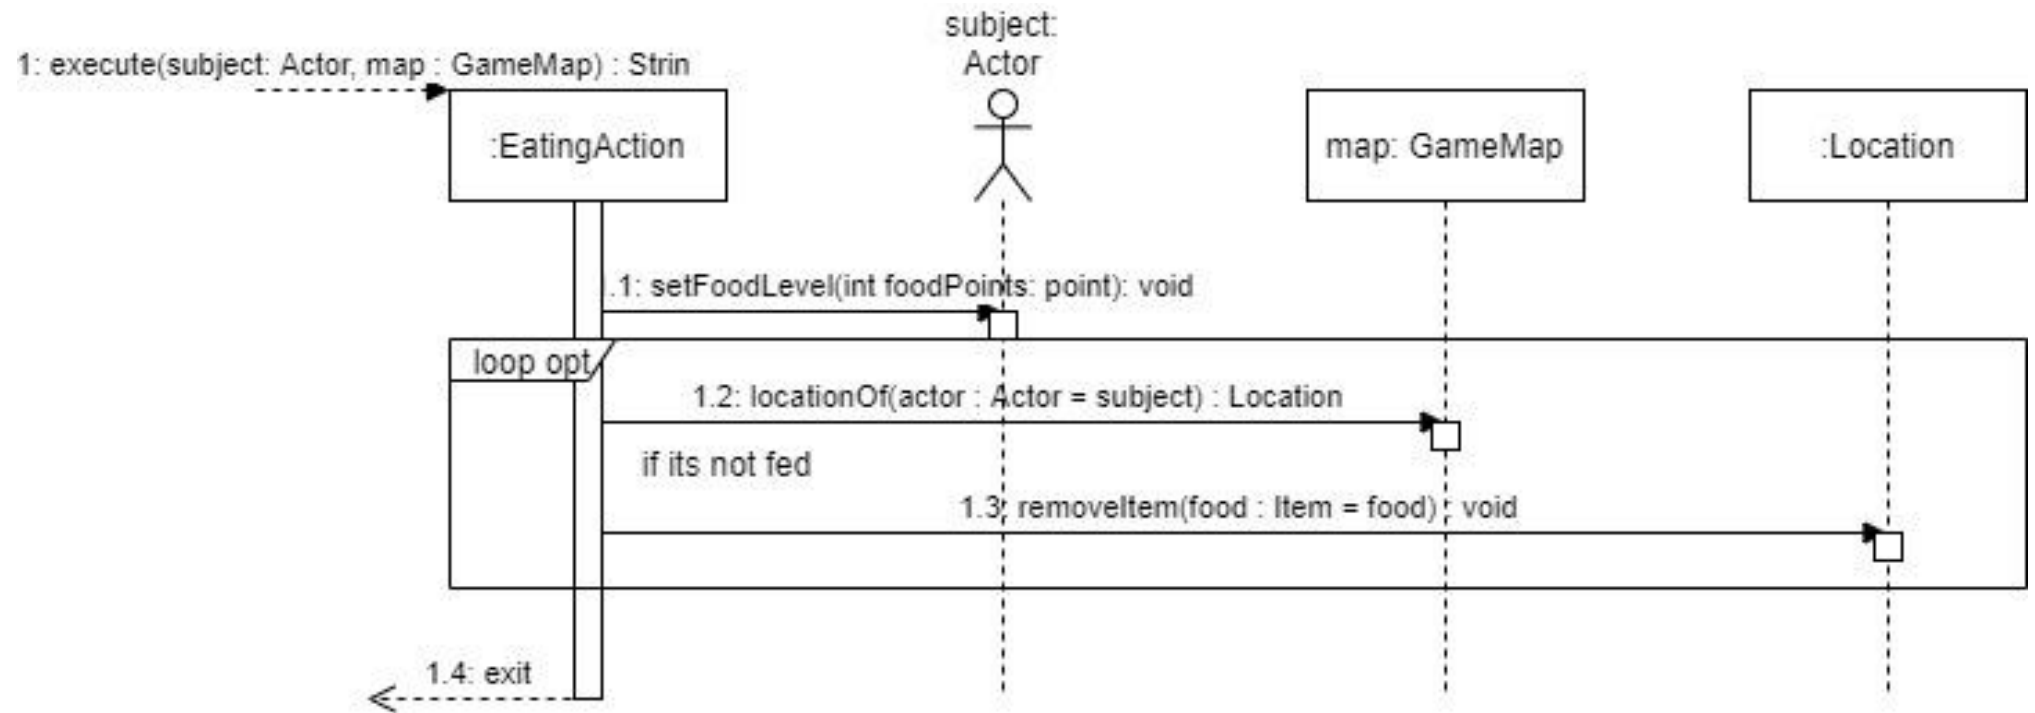 subject:
Actor
1: execute(subject: Actor, map : GameMap) : Strin
:EatingAction
map: GameMap
:Location
.1: setFoodLevel(int foodPoints: point): void
loop opt
1.2: locationOf(actor : Actor = subject) : Location
if its not fed
1.3: removeItem(food : Item = food) : void
1.4: exit